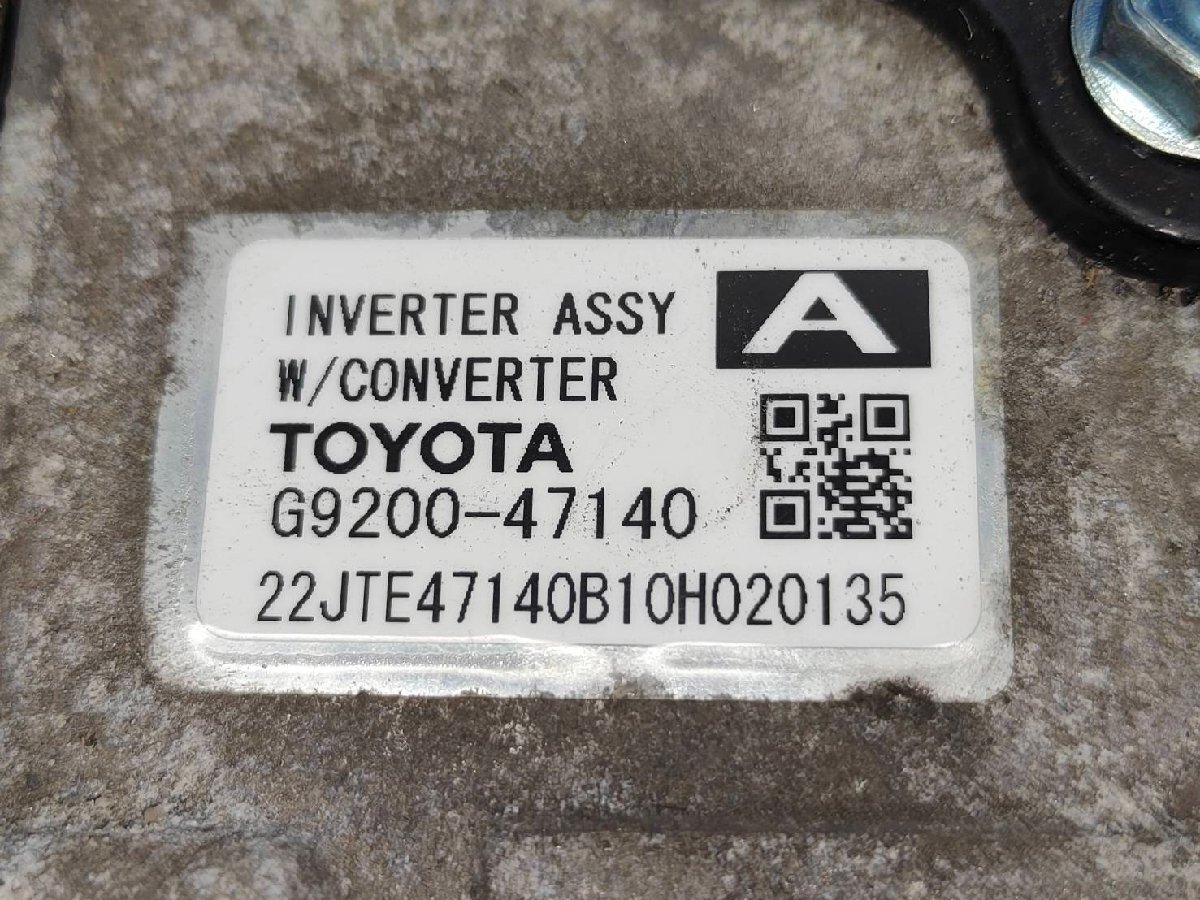 INVERTER ASSY
A
W/CONVERTER
TOYOTA
G9200-47140
22JTE47140B10H020135